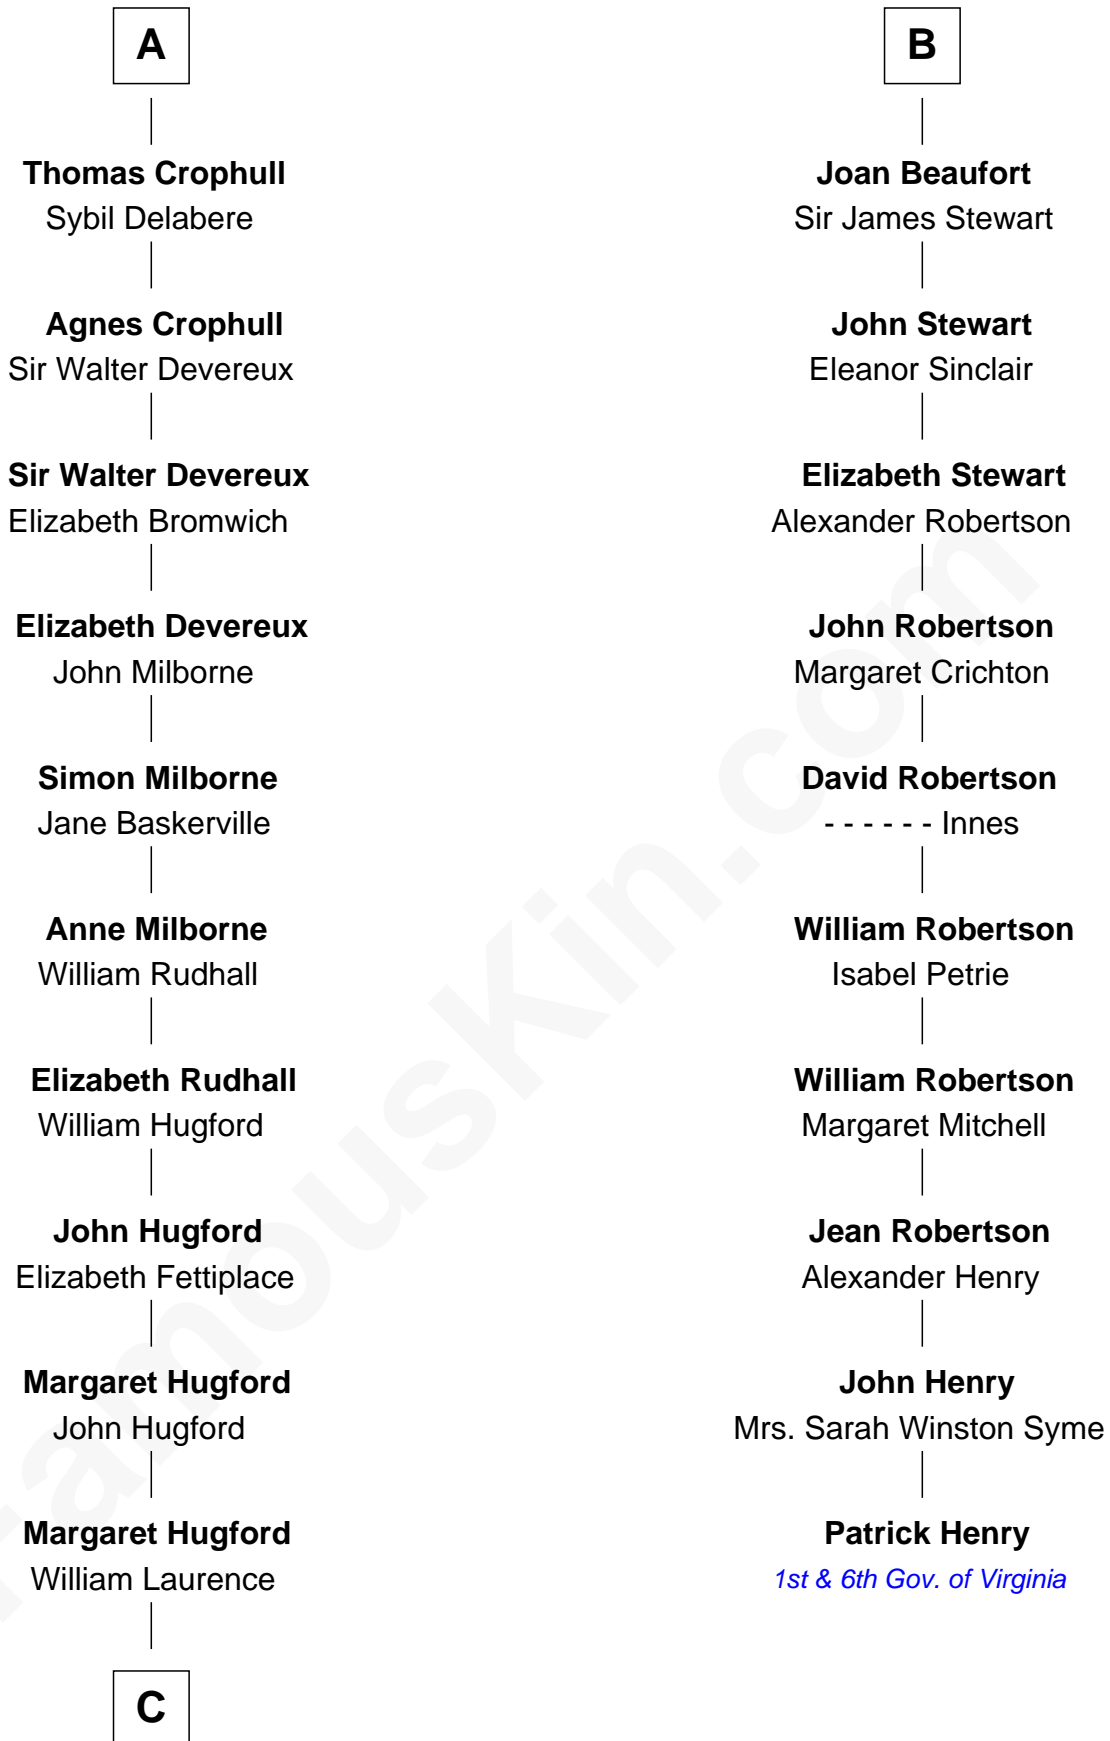 A
Thomas Crophull
Sybil Delabere
Agnes Crophull
Sir Walter Devereux
Sir Walter Devereux
Elizabeth Bromwich
Elizabeth Devereux
John Milborne
Simon Milborne
Jane Baskerville
Anne Milborne
William Rudhall
Elizabeth Rudhall
William Hugford
John Hugford
Elizabeth Fettiplace
Margaret Hugford
John Hugford
Margaret Hugford
William Laurence
C
B
Joan Beaufort
Sir James Stewart
John Stewart
Eleanor Sinclair
Elizabeth Stewart
Alexander Robertson
John Robertson
Margaret Crichton
David Robertson
- - - - - - Innes
William Robertson
Isabel Petrie
William Robertson
Margaret Mitchell
Jean Robertson
Alexander Henry
John Henry
Mrs. Sarah Winston Syme
Patrick Henry
1st & 6th Gov. of Virginia
FamousKin.com